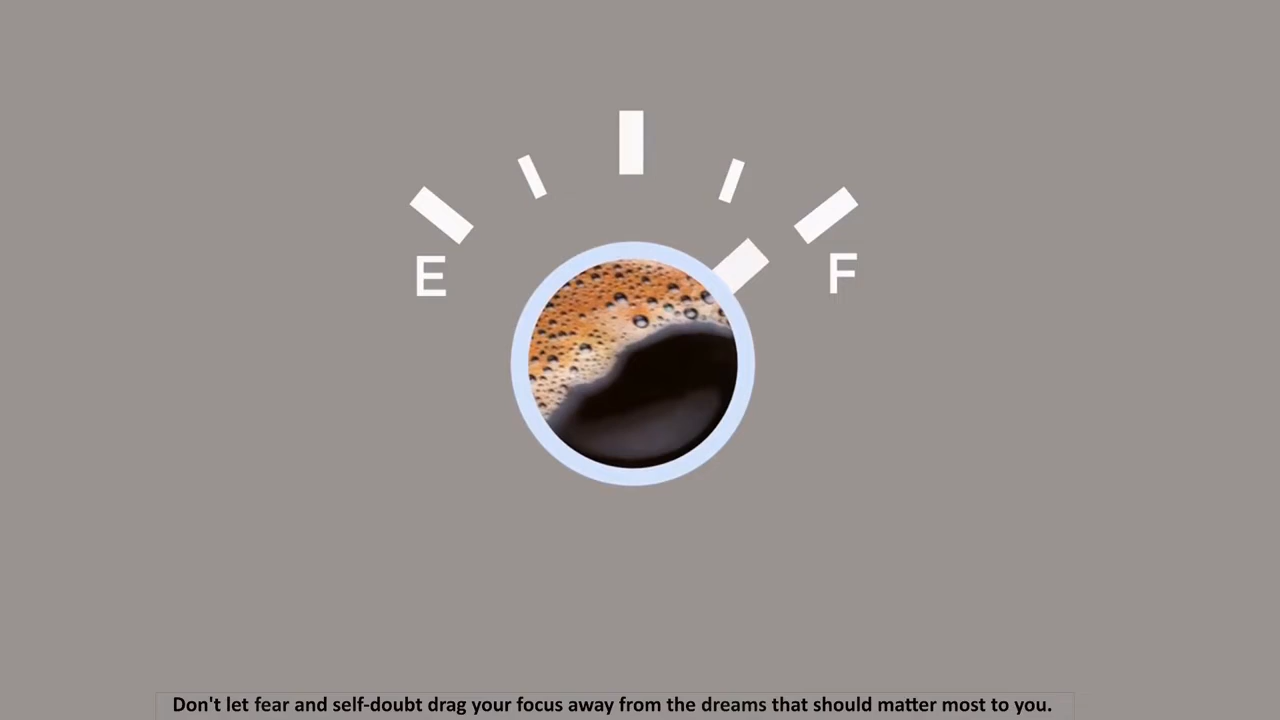 E
F
Don't let fear and self-doubt drag your focus away from the dreams that should matter most to you.